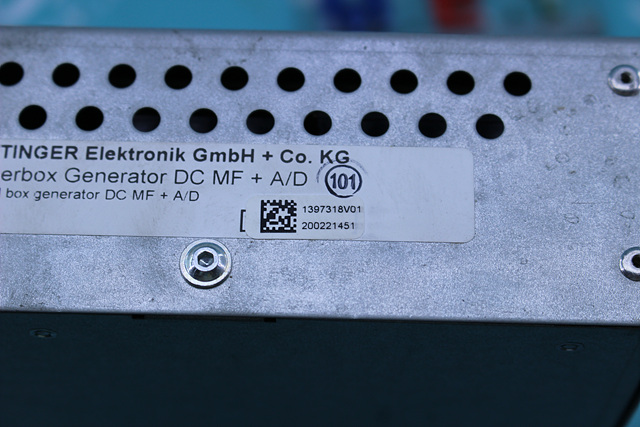 TINGER Elektronik GmbH + Co. KG
erbox Generator DC MF + A/D
101
box generator DC MF + A/D
1397318V01
200221451